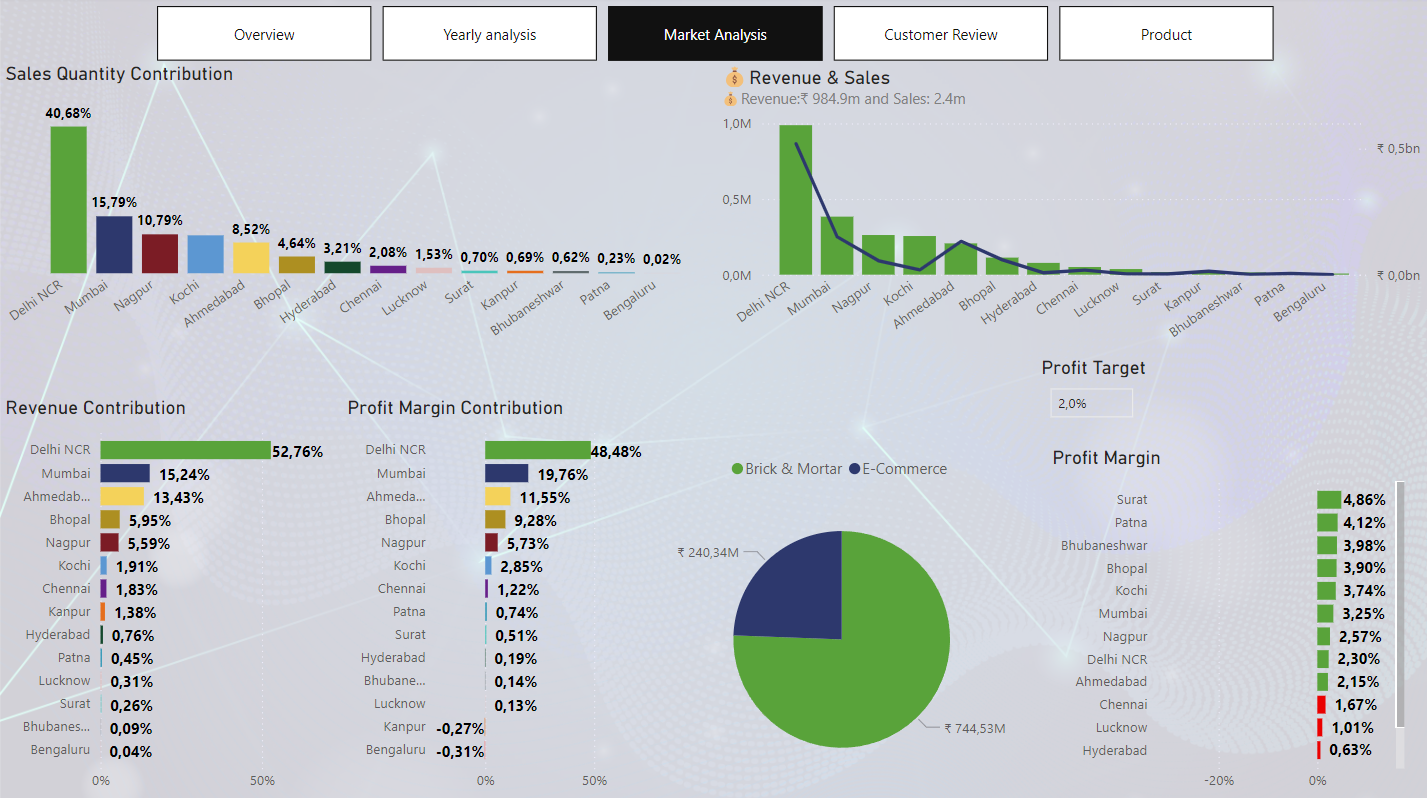 Overview
Yearly analysis
Market Analysis
Customer Review
Product
Sales Quantity Contribution
40,68%
15,79%
10,79%
8,52%
4,64%
3,21%
2,08%
1,53%
0,70%
0,69%
0,62%
0,23%
0,02%
Delhi NCR
Mumbai
Nagpur
Kochi
Ahmedabad
Bhopal
Hyderabad
Chennai
Lucknow
Surat
Kanpur
Bhubaneshwar
Patna
Bengaluru
Revenue & Sales
Revenue:₹ 984.9m and Sales: 2.4m
1,0M
0,5M
0,0M
₹ 0,5bn
₹ 0,0bn
Delhi NCR
Mumbai
Nagpur
Kochi
Ahmedabad
Bhopal
Hyderabad
Chennai
Lucknow
Surat
Kanpur
Bhubaneshwar
Patna
Bengaluru
Revenue Contribution
Delhi NCR 52,76%
Mumbai 15,24%
Ahmedab... 13,43%
Bhopal 5,95%
Nagpur 5,59%
Kochi 1,91%
Chennai 1,83%
Kanpur 1,38%
Hyderabad 0,76%
Patna 0,45%
Lucknow 0,31%
Surat 0,26%
Bhubanes... 0,09%
Bengaluru 0,04%
0% 50%
Profit Margin Contribution
Delhi NCR 48,48%
Mumbai 19,76%
Ahmeda... 11,55%
Bhopal 9,28%
Nagpur 5,73%
Kochi 2,85%
Chennai 1,22%
Patna 0,74%
Surat 0,51%
Hyderabad 0,19%
Bhubane... 0,14%
Lucknow 0,13%
Kanpur -0,27%
Bengaluru -0,31%
0% 50%
Brick & Mortar E-Commerce
₹ 240,34M
₹ 744,53M
Profit Target
2,0%
Profit Margin
Surat 4,86%
Patna 4,12%
Bhubaneshwar 3,98%
Bhopal 3,90%
Kochi 3,74%
Mumbai 3,25%
Nagpur 2,57%
Delhi NCR 2,30%
Ahmedabad 2,15%
Chennai 1,67%
Lucknow 1,01%
Hyderabad 0,63%
-20% 0%